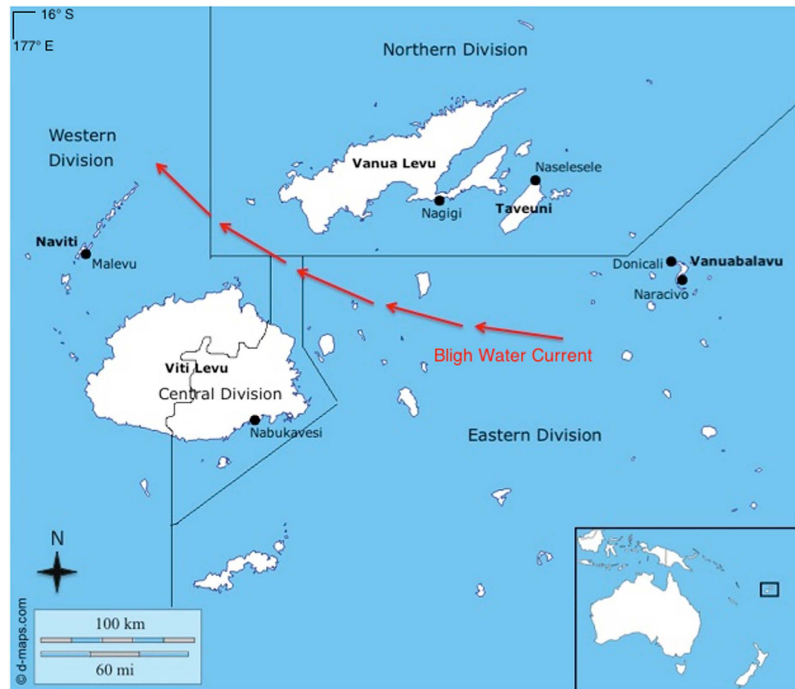 16° S
177° E
Northern Division
Western
Division
Vanua Levu
Naselesele
Nagigi
Taveuni
Naviti
Malevu
Donicali
Vanuabalavu
Naracivo
Bligh Water Current
Viti Levu
Central Division
Nabukavesi
Eastern Division
N
100 km
60 mi
© d-maps.com